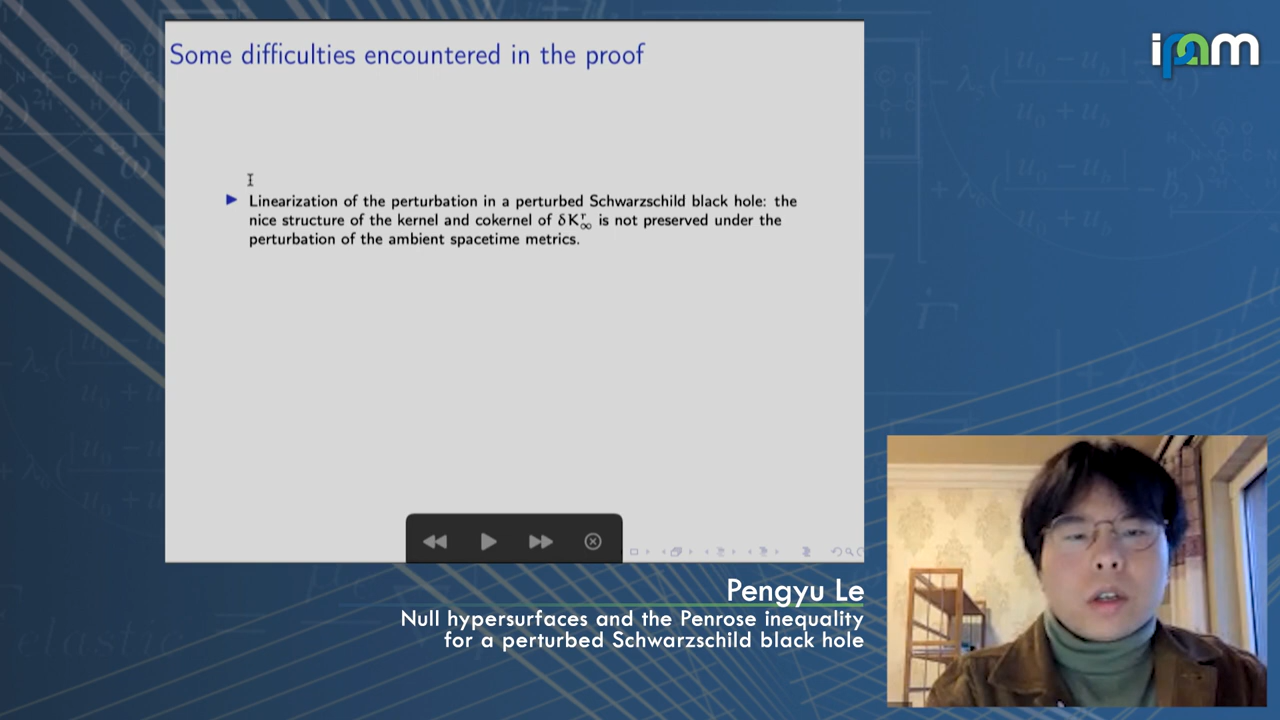 Some difficulties encountered in the proof
Linearization of the perturbation in a perturbed Schwarzschild black hole: the
nice structure of the kernel and cokernel of δK^r_∞ is not preserved under the
perturbation of the ambient spacetime metrics.
ipam
Pengyu Le
Null hypersurfaces and the Penrose inequality
for a perturbed Schwarzschild black hole
elastic